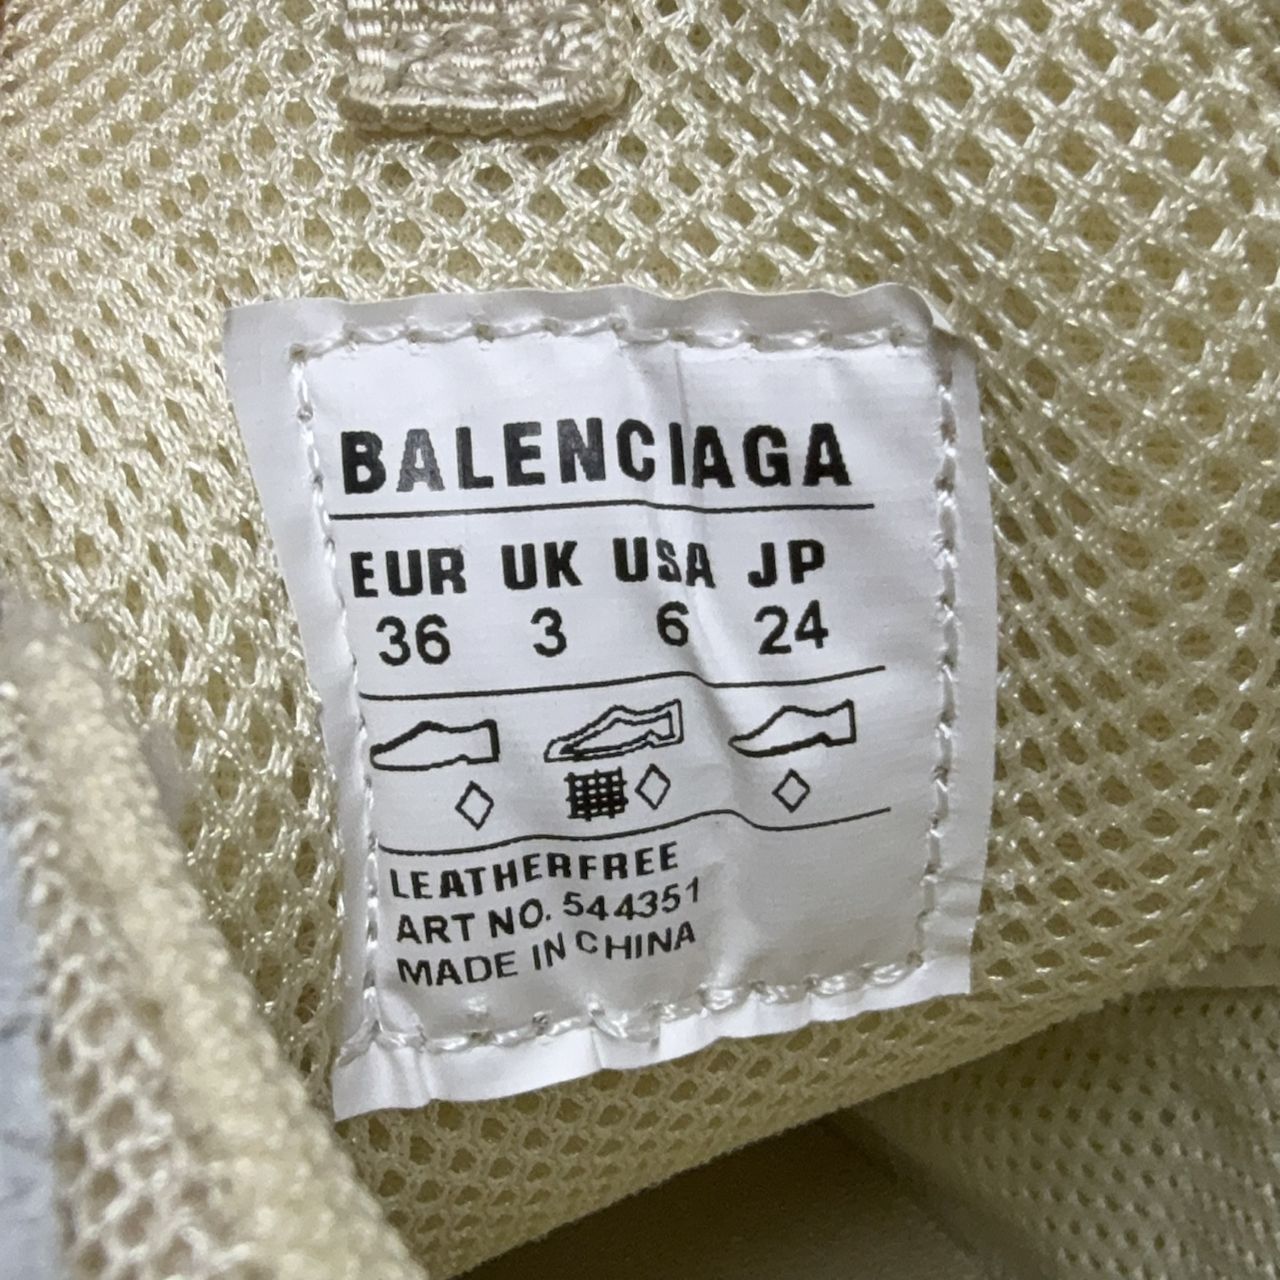 BALENCIAGA
EUR UK USA JP
36 3 6 24
LEATHERFREE
ART NO. 544351
MADE IN CHINA